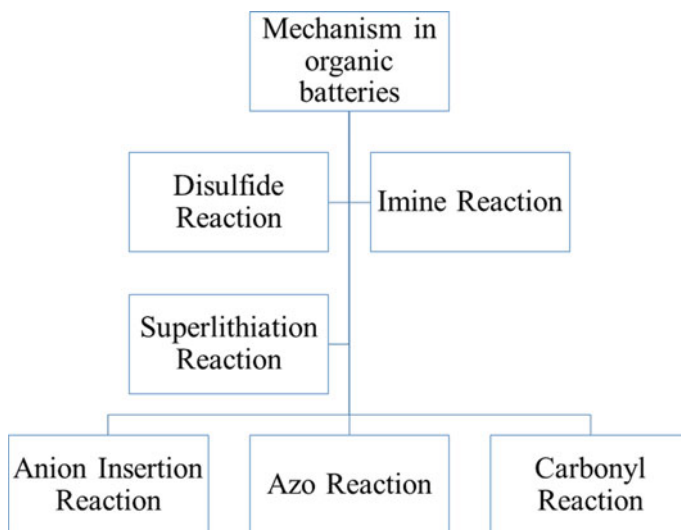 Mechanism in
organic
batteries
Disulfide
Reaction
Imine Reaction
Superlithiation
Reaction
Anion Insertion
Reaction
Azo Reaction
Carbonyl
Reaction